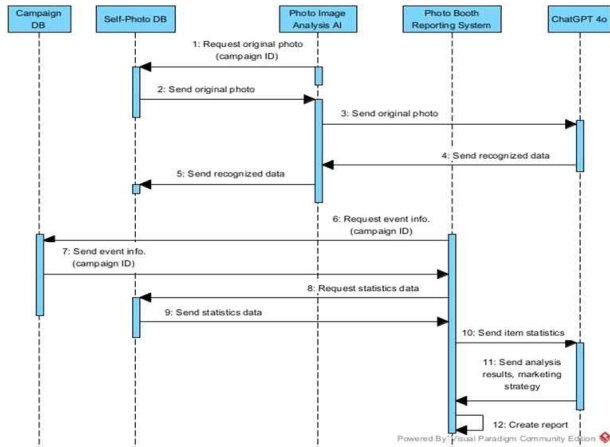 Campaign
DB
Self-Photo DB
Photo Image
Analysis AI
Photo Booth
Reporting System
ChatGPT 4o
1: Request original photo
(campaign ID)
2: Send original photo
3: Send original photo
4: Send recognized data
5: Send recognized data
6: Request event info.
(campaign ID)
7: Send event info.
(campaign ID)
8: Request statistics data
9: Send statistics data
10: Send item statistics
11: Send analysis
results, marketing
strategy
12: Create report
Powered By Visual Paradigm Community Edition